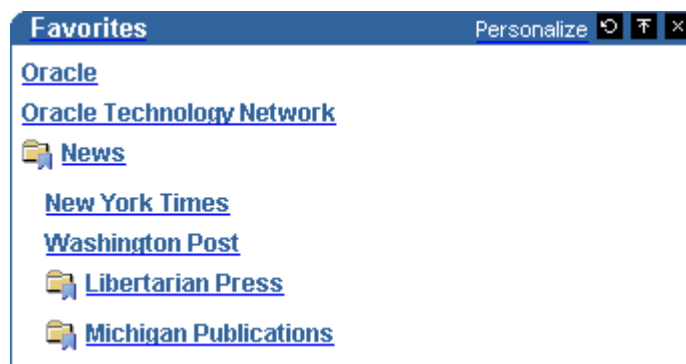 Favorites Personalize
Oracle
Oracle Technology Network
News
New York Times
Washington Post
Libertarian Press
Michigan Publications